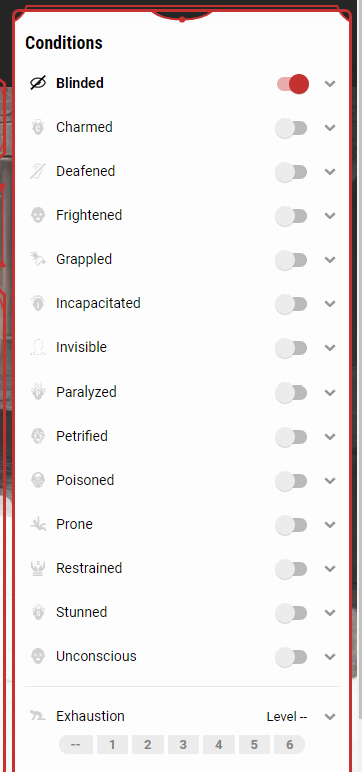 Conditions
Blinded
Charmed
Deafened
Frightened
Grappled
Incapacitated
Invisible
Paralyzed
Petrified
Poisoned
Prone
Restrained
Stunned
Unconscious
Exhaustion Level --
-- 1 2 3 4 5 6